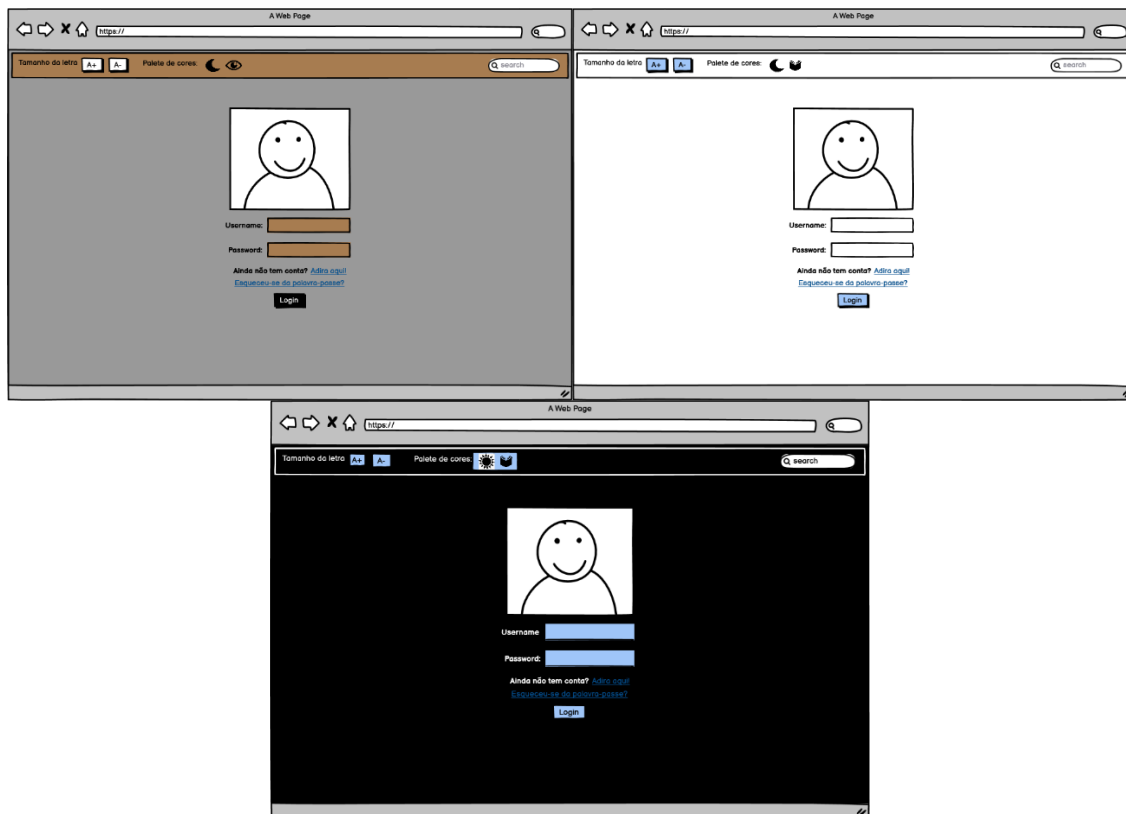 A Web Page
https://
Tamanho da letra A+ A- Palete de cores: search
Username:
Password:
Ainda não tem conta? Adira aqui!
Esqueceu-se da palavra-passe?
Login
A Web Page
https://
Tamanho da letra A+ A- Palete de cores: search
Username:
Password:
Ainda não tem conta? Adira aqui!
Esqueceu-se da palavra-passe?
Login
A Web Page
https://
Tamanho da letra A+ A- Palete de cores: search
Username
Password:
Ainda não tem conta? Adira aqui!
Esqueceu-se da palavra-passe?
Login